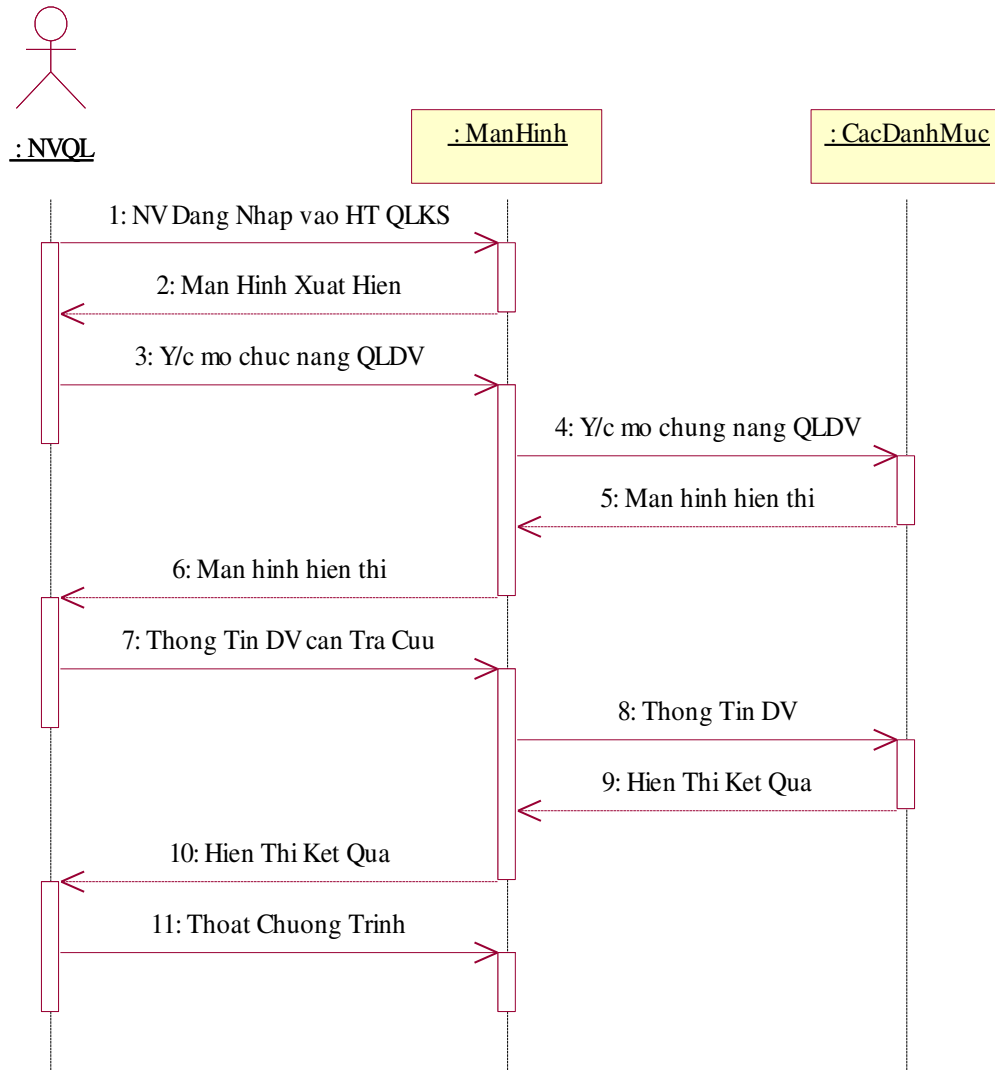 : NVQL
: ManHinh
: CacDanhMuc
1: NV Dang Nhap vao HT QLKS
2: Man Hinh Xuat Hien
3: Y/c mo chuc nang QLDV
4: Y/c mo chung nang QLDV
5: Man hinh hien thi
6: Man hinh hien thi
7: Thong Tin DV can Tra Cuu
8: Thong Tin DV
9: Hien Thi Ket Qua
10: Hien Thi Ket Qua
11: Thoat Chuong Trinh